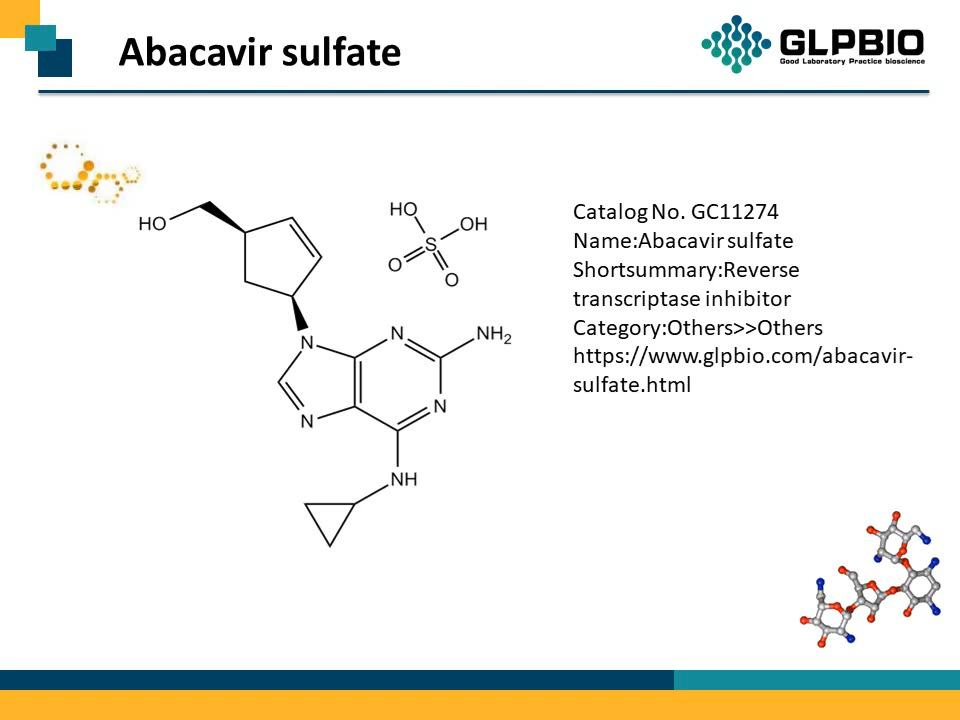 Abacavir sulfate
GLPBIO
Good Laboratory Practice bioscience
HO
HO
OH
S
O
O
N
N
NH2
N
N
NH
Catalog No. GC11274
Name:Abacavir sulfate
Shortsummary:Reverse
transcriptase inhibitor
Category:Others>>Others
https://www.glpbio.com/abacavir-
sulfate.html